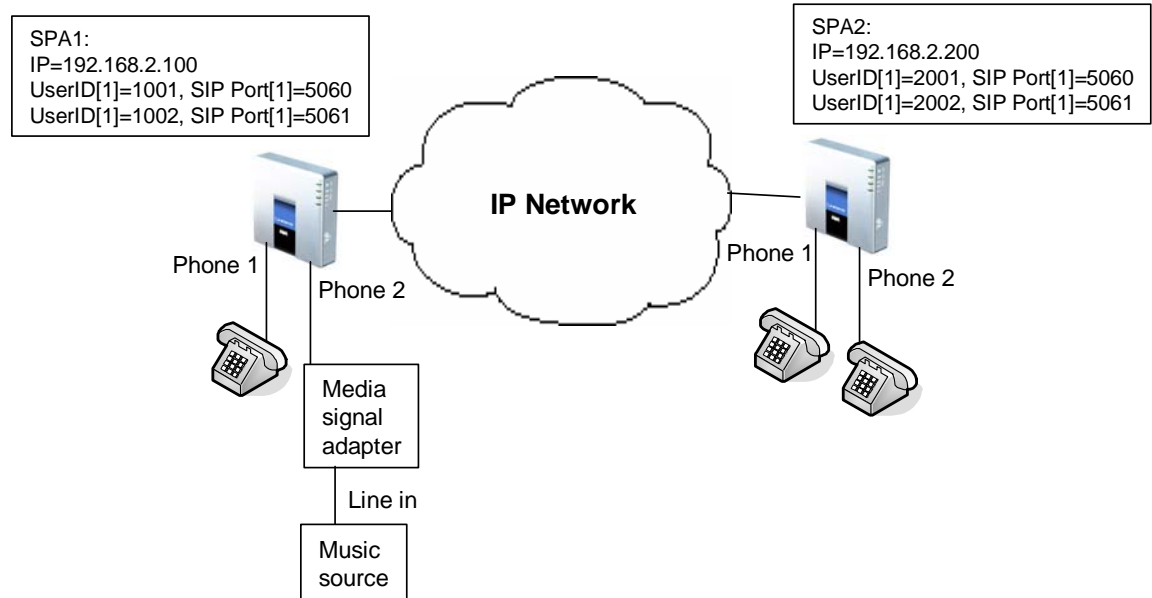 SPA1:
IP=192.168.2.100
UserID[1]=1001, SIP Port[1]=5060
UserID[1]=1002, SIP Port[1]=5061
SPA2:
IP=192.168.2.200
UserID[1]=2001, SIP Port[1]=5060
UserID[1]=2002, SIP Port[1]=5061
IP Network
Phone 1
Phone 2
Phone 1
Phone 2
Media
signal
adapter
Line in
Music
source